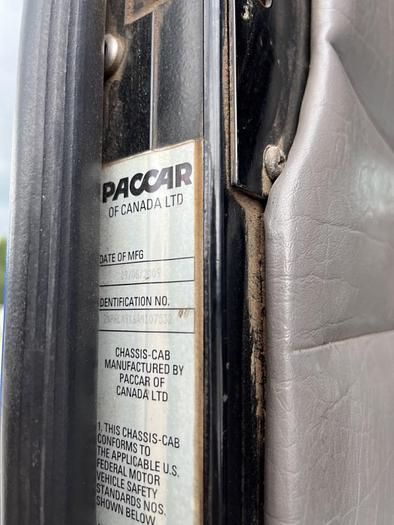 PACCAR
OF CANADA LTD
DATE OF MFG
IDENTIFICATION NO.
CHASSIS-CAB
MANUFACTURED BY
PACCAR OF
CANADA LTD
1. THIS CHASSIS-CAB
CONFORMS TO
THE APPLICABLE U.S.
FEDERAL MOTOR
VEHICLE SAFETY
STANDARDS NOS.
SHOWN BELOW